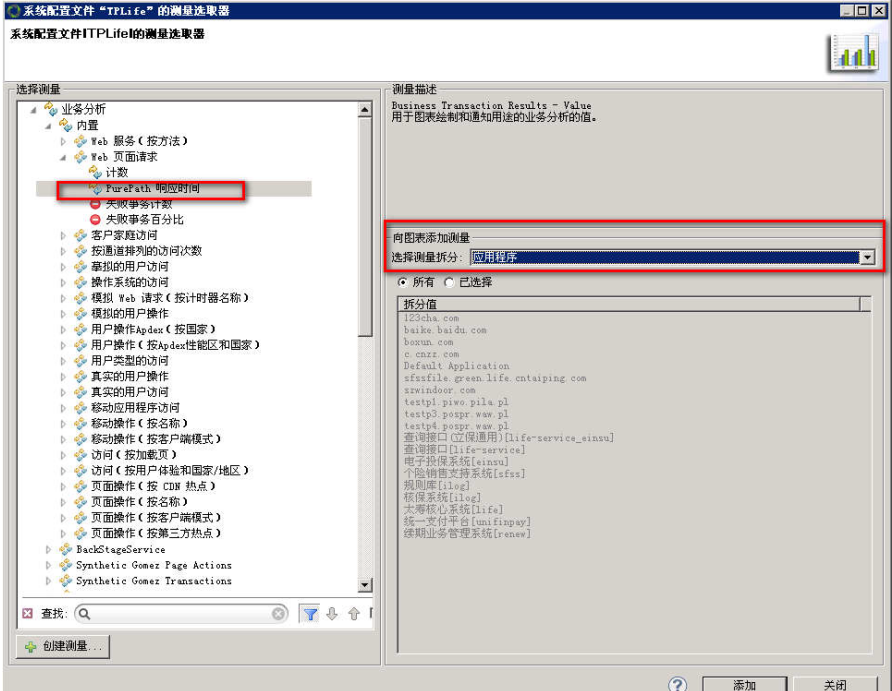 系统配置文件“TPLife”的测量选取器
系统配置文件TPLife的测量选取器
选择测量
业务分析
内置
Web 服务(按方法)
Web 页面请求
计数
PurePath 响应时间
失败事务计数
失败事务百分比
客户家庭访问
按通道排列的访问次数
摹拟的用户访问
操作系统的访问
模拟 Web 请求(按计时器名称)
模拟的用户操作
用户操作Apdex(按国家)
用户操作(按Apdex性能区和国家)
用户类型的访问
真实的用户操作
真实的用户访问
移动应用程序访问
移动操作(按名称)
移动操作(按客户端模式)
访问(按加载页)
访问(按用户体验和国家/地区)
页面操作(按 CDN 热点)
页面操作(按名称)
页面操作(按客户端模式)
页面操作(按第三方热点)
BackStageService
Synthetic Gomez Page Actions
Synthetic Gomez Transactions
查找:
创建测量...
测量描述
Business Transaction Results - Value
用于图表绘制和通知用途的业务分析的值。
向图表添加测量
选择测量拆分: 应用程序
所有 已选择
拆分值
123cha.com
baike.baidu.com
boxun.com
c.cnzz.com
Default Application
sfssfile.green.life.cntaiping.com
szwindoor.com
testp1.piwo.pila.pl
testp3.pospr.waw.pl
testp4.pospr.waw.pl
查询接口(立保通用)[life-service_einsu]
查询接口[life-service]
电子投保系统[einsu]
个险销售支持系统[sfss]
规则库[ilog]
核保系统[ilog]
太寿核心系统[life]
统一支付平台[unifinpay]
续期业务管理系统[renew]
添加 关闭